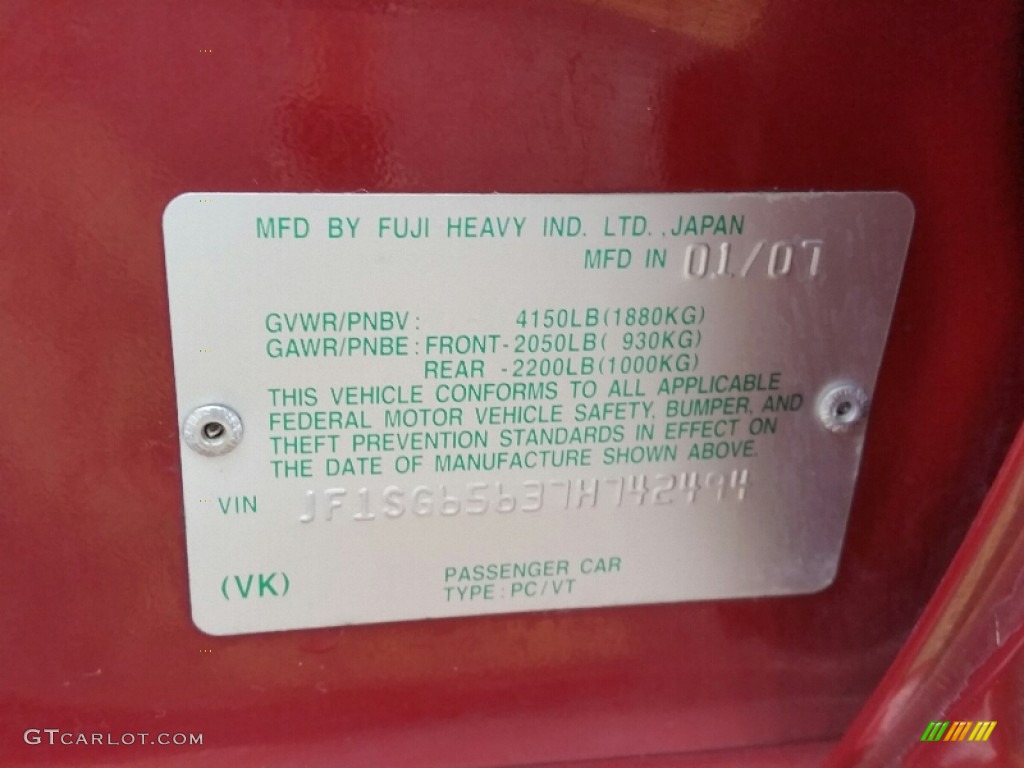 MFD BY FUJI HEAVY IND. LTD., JAPAN
MFD IN 01/07
GVWR/PNBV: 4150LB(1880KG)
GAWR/PNBE: FRONT-2050LB( 930KG)
REAR -2200LB(1000KG)
THIS VEHICLE CONFORMS TO ALL APPLICABLE
FEDERAL MOTOR VEHICLE SAFETY, BUMPER, AND
THEFT PREVENTION STANDARDS IN EFFECT ON
THE DATE OF MANUFACTURE SHOWN ABOVE.
VIN JF1SG65637H742494
(VK) PASSENGER CAR
TYPE: PC/VT
GTCARLOT.COM